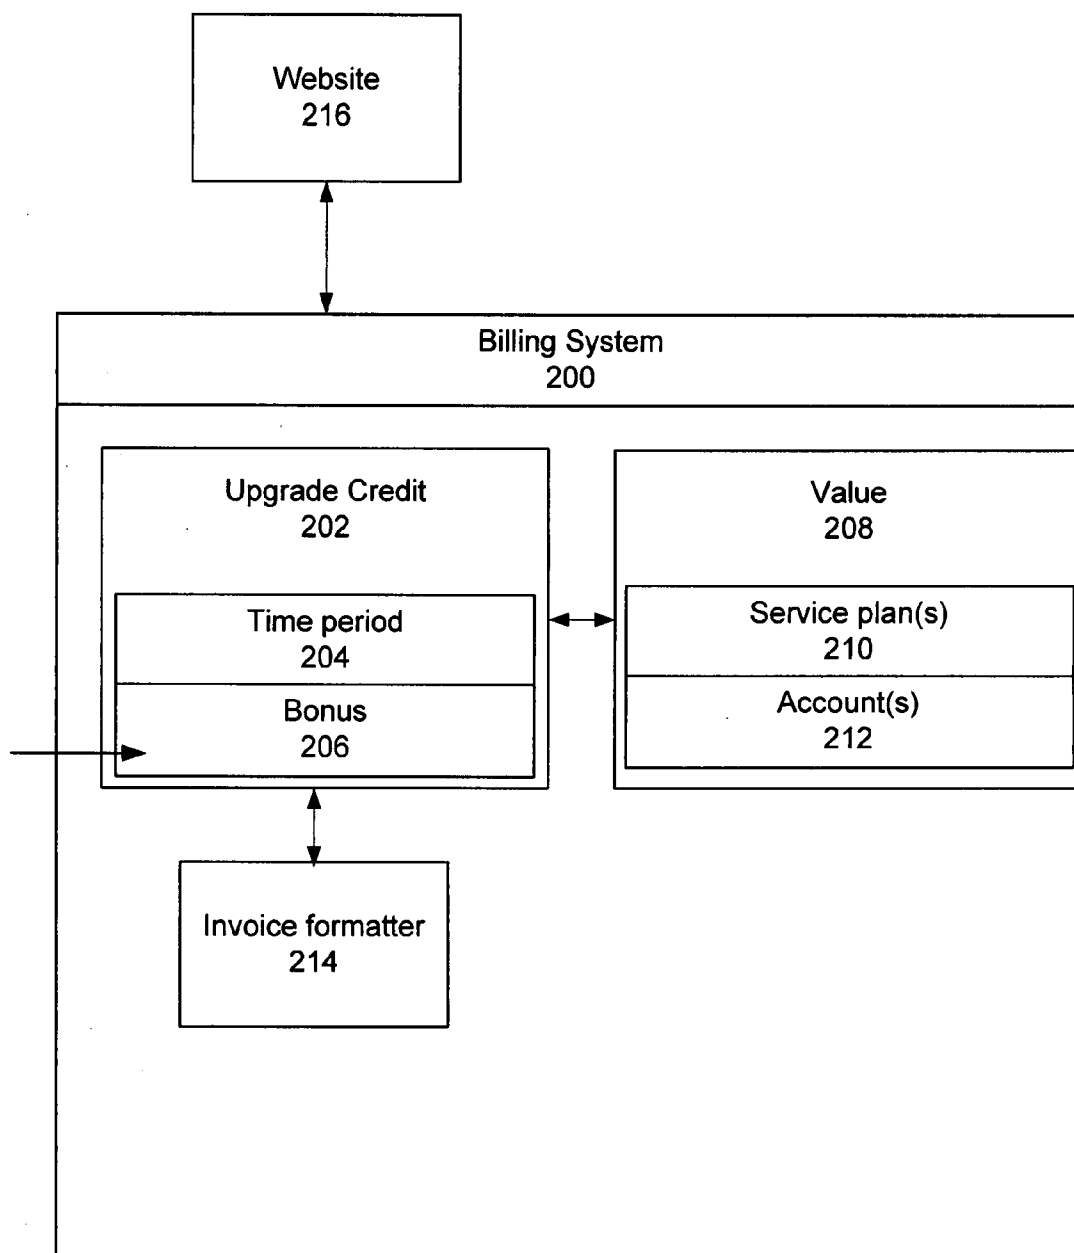 Website
216
Billing System
200
Upgrade Credit
202
Time period
204
Bonus
206
Value
208
Service plan(s)
210
Account(s)
212
Invoice formatter
214